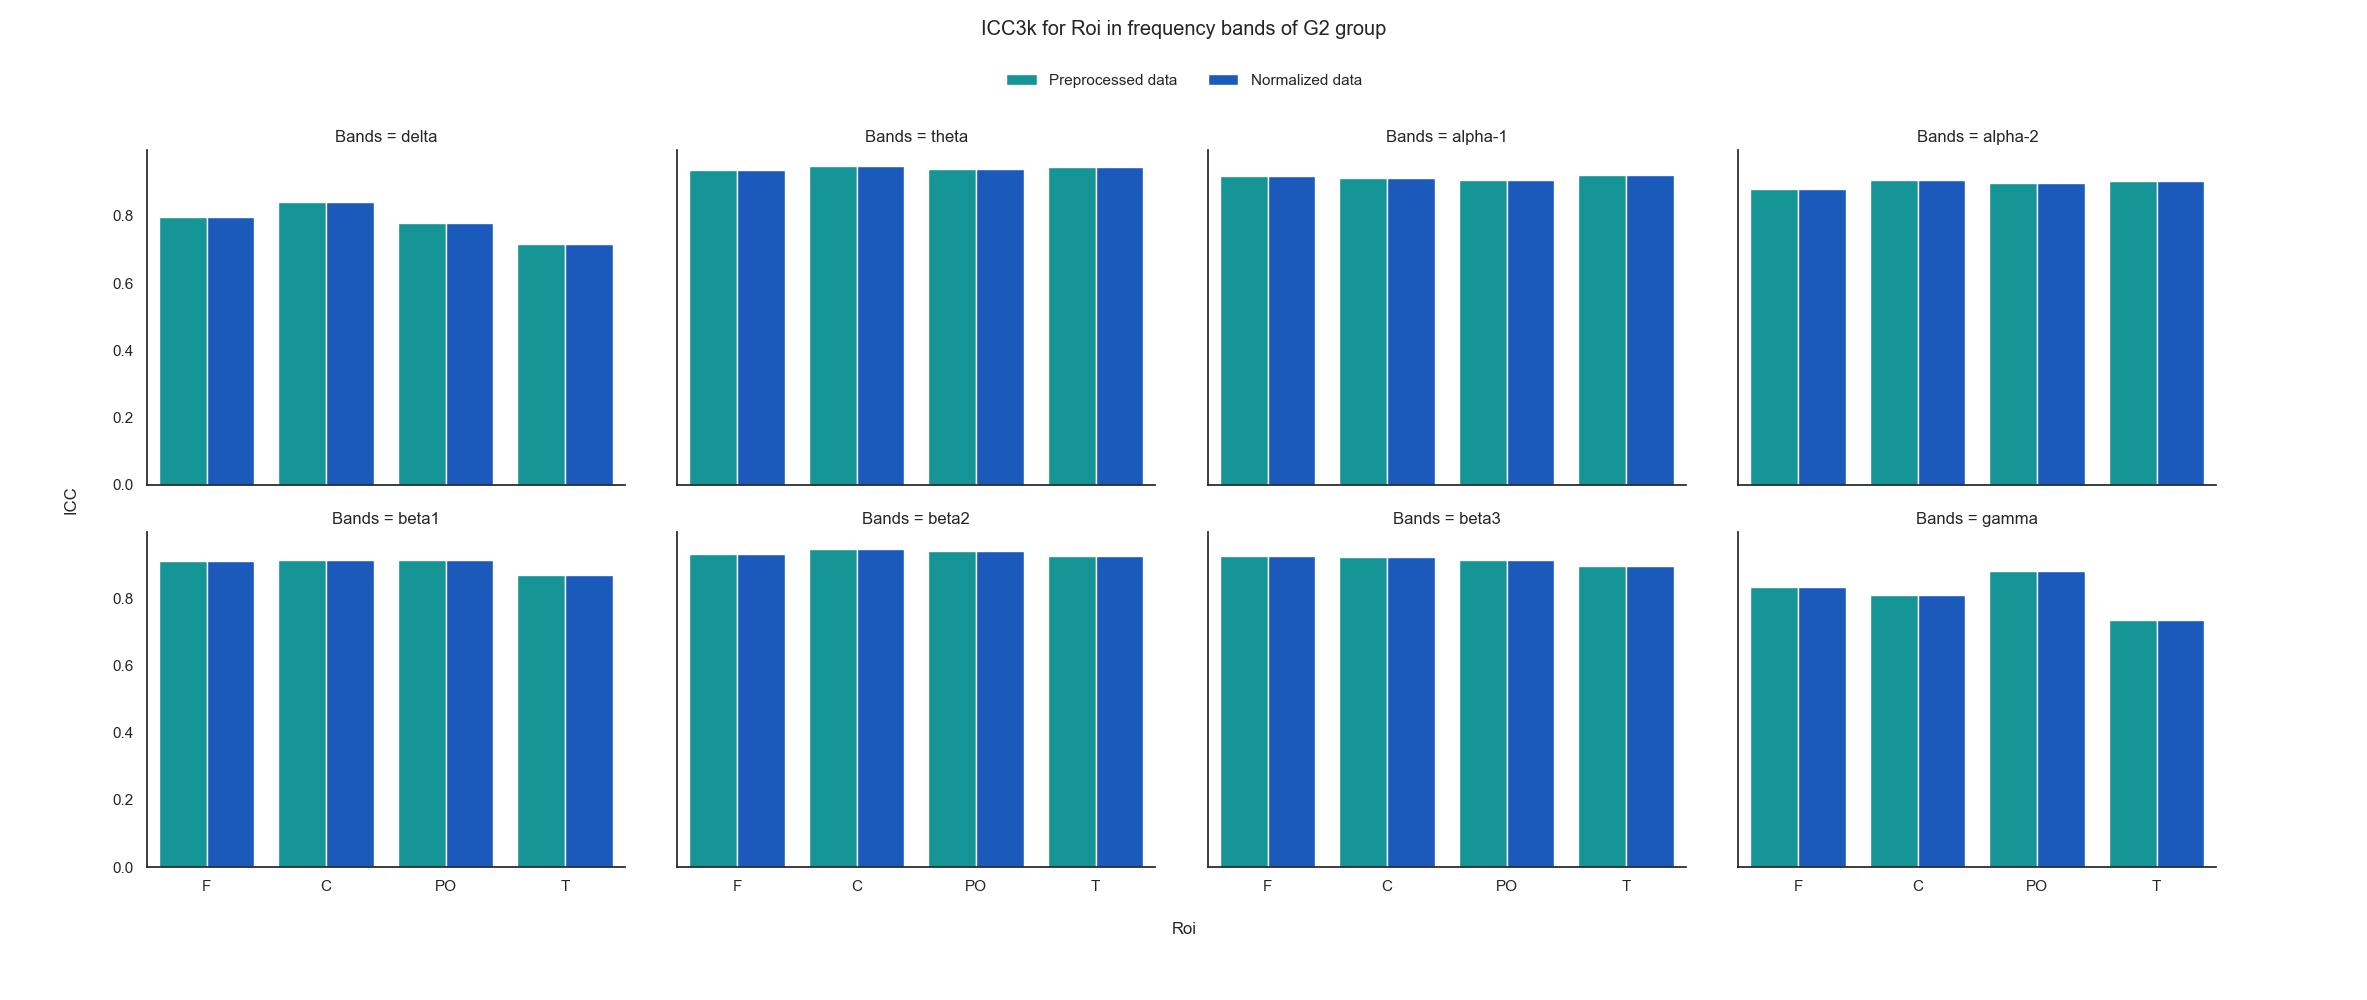 ICC3k for Roi in frequency bands of G2 group
Preprocessed data Normalized data
Bands = delta Bands = theta Bands = alpha-1 Bands = alpha-2
0.8
0.6
0.4
0.2
0.0
ICC
Bands = beta1 Bands = beta2 Bands = beta3 Bands = gamma
0.8
0.6
0.4
0.2
0.0
F C PO T F C PO T F C PO T F C PO T
Roi